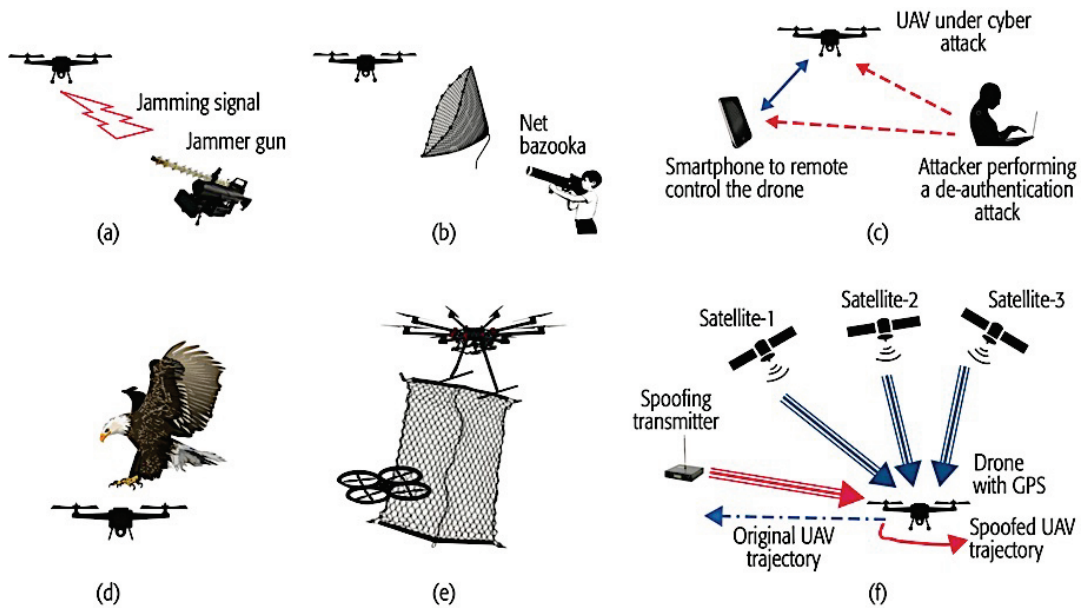 Jamming signal
Jammer gun
(a)
Net
bazooka
(b)
UAV under cyber
attack
Smartphone to remote
control the drone
Attacker performing
a de-authentication
attack
(c)
(d)
(e)
Satellite-1
Satellite-2
Satellite-3
Spoofing
transmitter
Drone
with GPS
Original UAV
trajectory
Spoofed UAV
trajectory
(f)